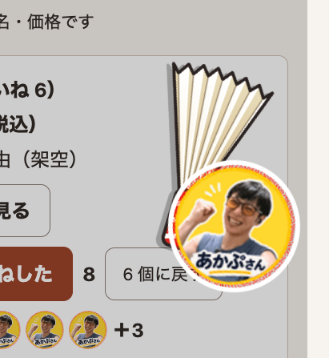 名・価格です
いね 6）
税込）
由（架空）
見る
ねした
8
6 個に戻
あかぷさん
+3